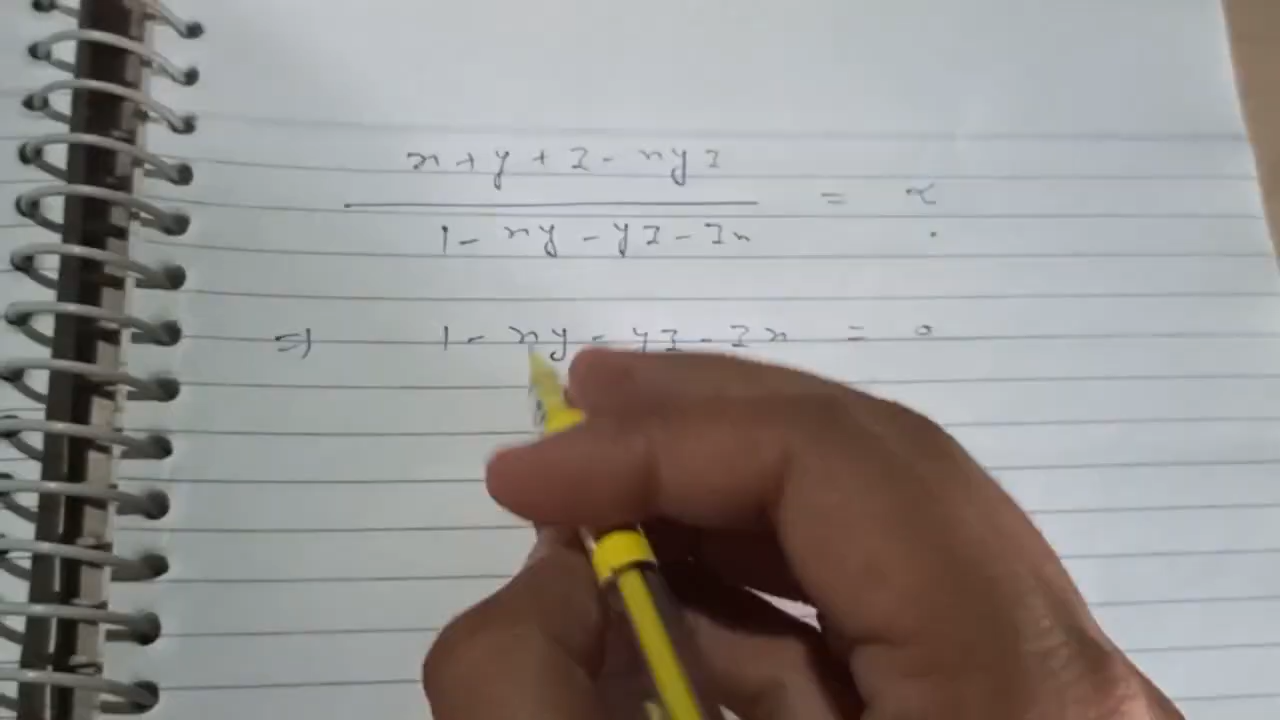 x + y + z - xyz
1 - xy - yz - zx = ∝
⇒ 1 - xy - yz - zx = 0